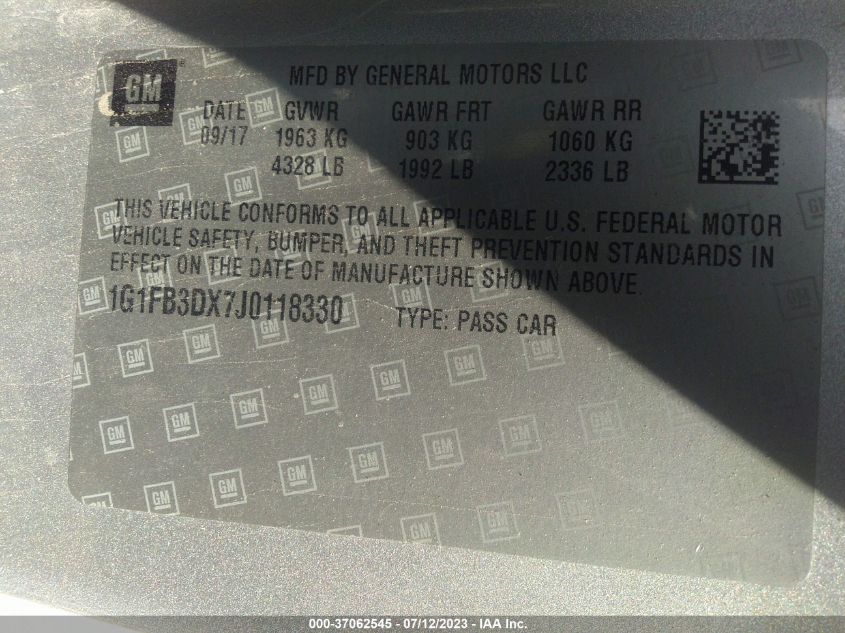 GM
MFD BY GENERAL MOTORS LLC
DATE GVWR GAWR FRT GAWR RR
09/17 1963 KG 903 KG 1060 KG
4328 LB 1992 LB 2336 LB
THIS VEHICLE CONFORMS TO ALL APPLICABLE U.S. FEDERAL MOTOR
VEHICLE SAFETY, BUMPER, AND THEFT PREVENTION STANDARDS IN
EFFECT ON THE DATE OF MANUFACTURE SHOWN ABOVE.
1G1FB3DX7J0118330 TYPE: PASS CAR
000-37062545 - 07/12/2023 - IAA Inc.